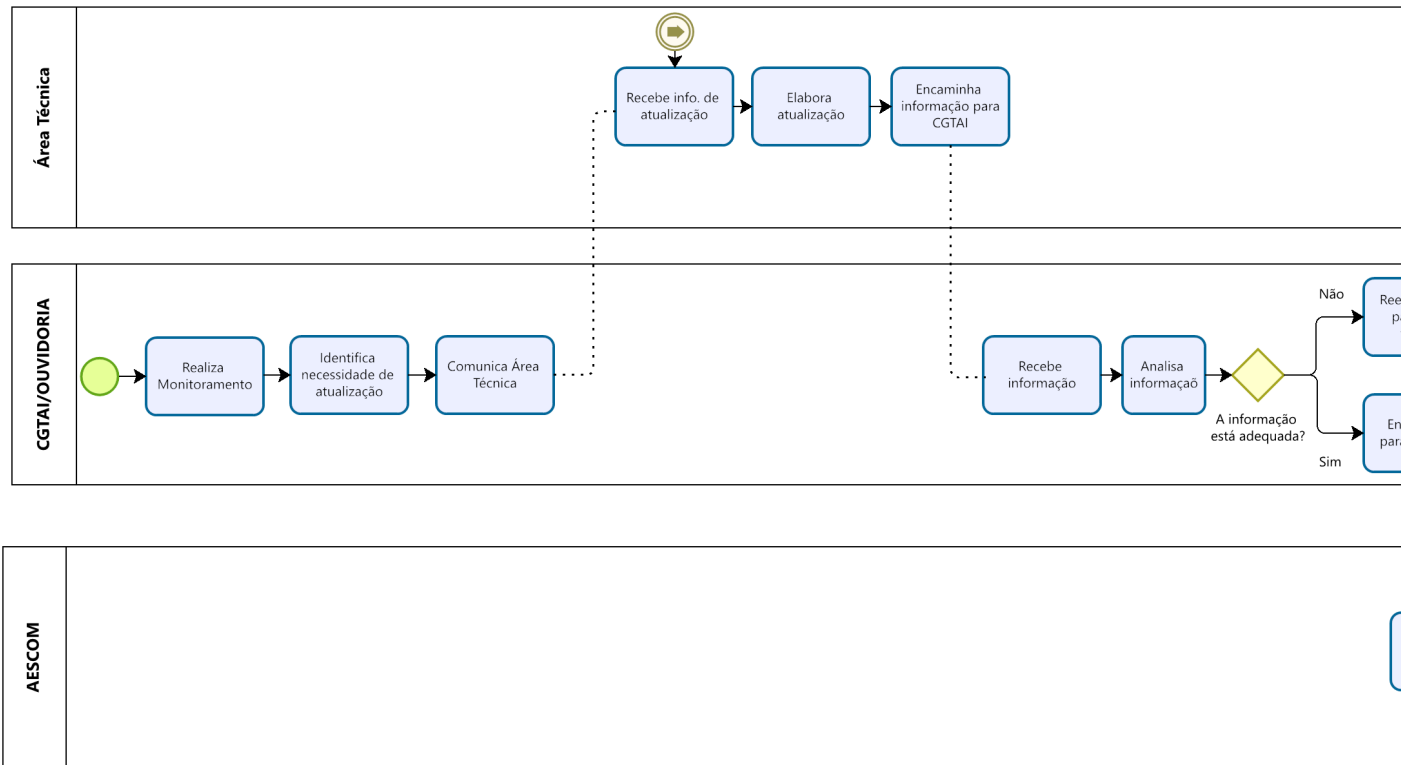 Área Técnica
Recebe info. de
atualização
Elabora
atualização
Encaminha
informação para
CGTAI
CGTAI/OUVIDORIA
Realiza
Monitoramento
Identifica
necessidade de
atualização
Comunica Área
Técnica
Recebe
informação
Analisa
informaçaõ
A informação
está adequada?
Não
Sim
AESCOM